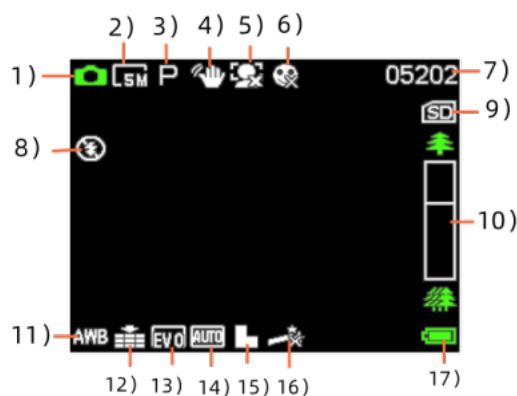 2) 3) 4) 5) 6)
1) 5M P 05202 7)
SD 9)
8)
10)
11) AWB EV0 AUTO
12) 13) 14) 15) 16) 17)